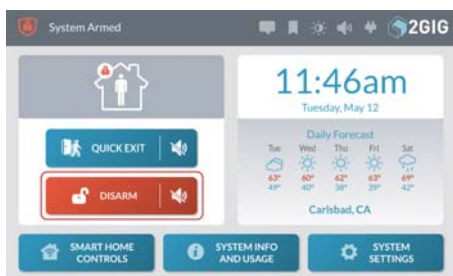 System Armed
2GIG
11:46am
Tuesday, May 12
QUICK EXIT
DISARM
Daily Forecast
Tue Wed Thu Fri Sat
63° 60° 62° 63° 69°
49° 40° 38° 39° 42°
Carlsbad, CA
SMART HOME
CONTROLS
SYSTEM INFO
AND USAGE
SYSTEM
SETTINGS